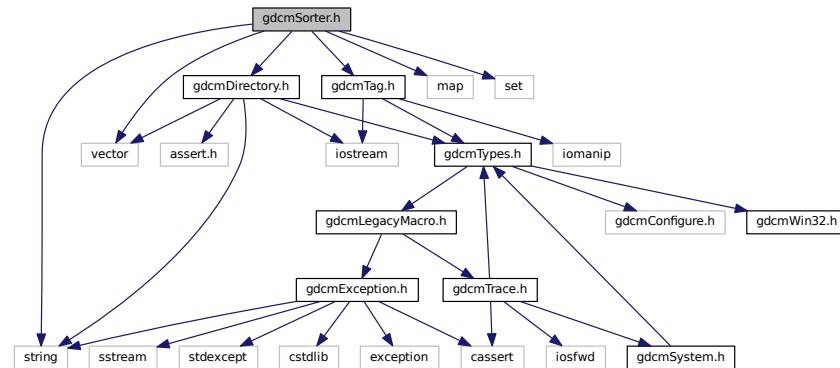 gdcmSorter.h
gdcmDirectory.h
gdcmTag.h
map
set
vector
assert.h
iostream
gdcmTypes.h
iomanip
gdcmLegacyMacro.h
gdcmConfigure.h
gdcmWin32.h
gdcmException.h
gdcmTrace.h
string
sstream
stdexcept
cstdlib
exception
cassert
iosfwd
gdcmSystem.h